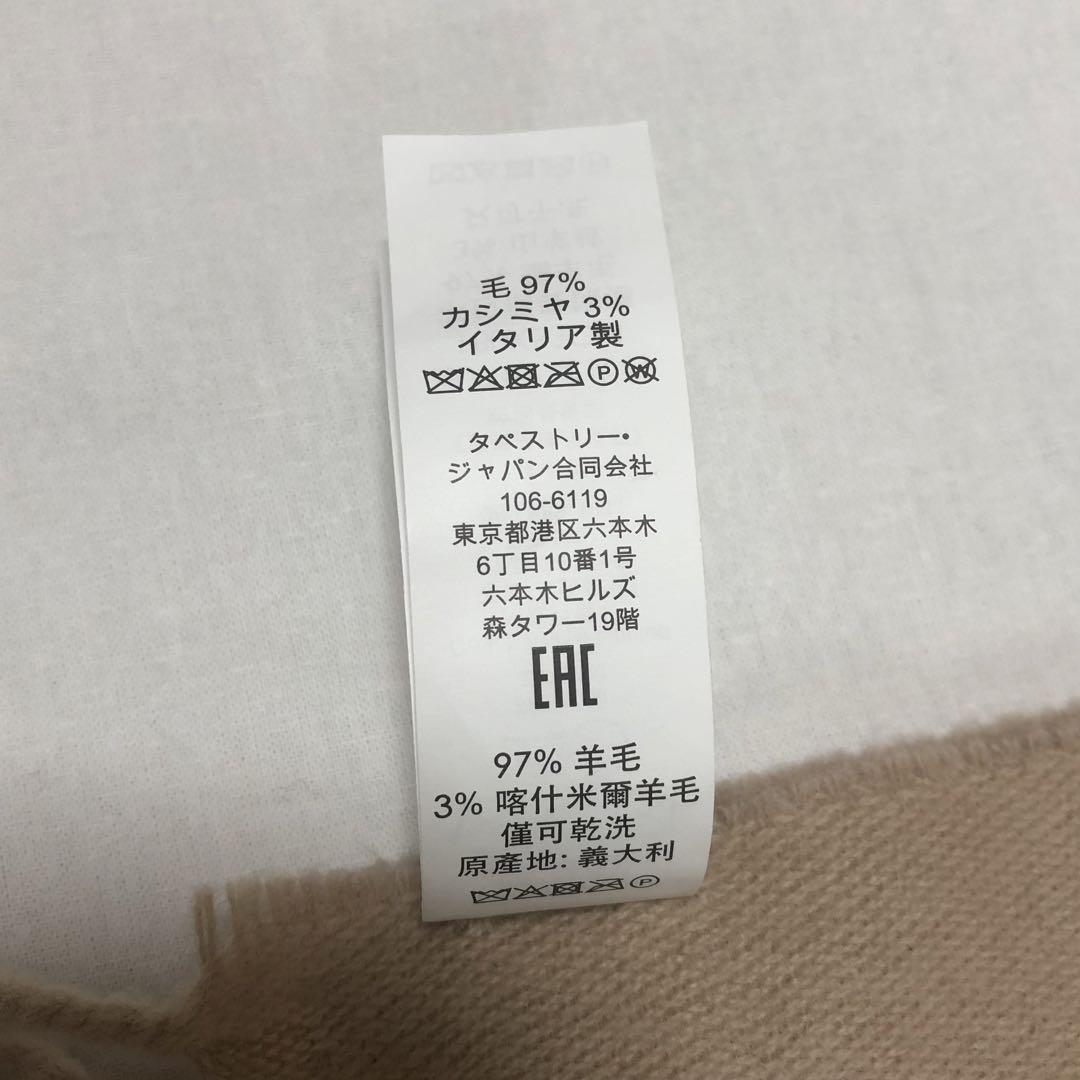 毛 97%
カシミヤ 3%
イタリア製
P W
タペストリー•
ジャパン合同会社
106-6119
東京都港区六本木
6丁目10番1号
六本木ヒルズ
森タワー19階
EAC
97% 羊毛
3% 喀什米爾羊毛
僅可乾洗
原產地: 義大利
P